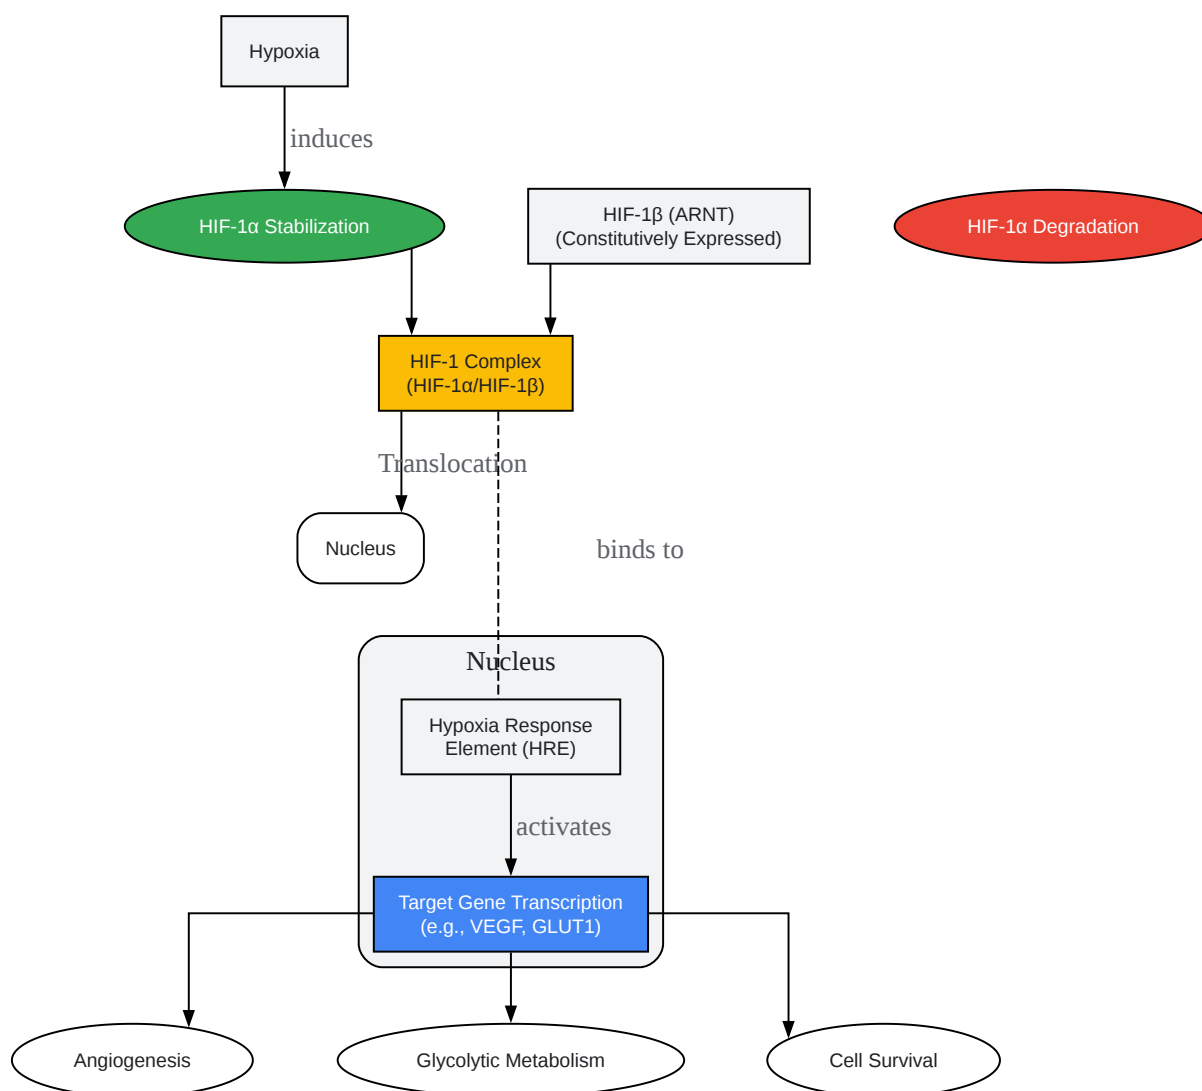 Hypoxia
induces
HIF-1α Stabilization
HIF-1β (ARNT)
(Constitutively Expressed)
HIF-1α Degradation
HIF-1 Complex
(HIF-1α/HIF-1β)
Translocation
Nucleus
binds to
Nucleus
Hypoxia Response
Element (HRE)
activates
Target Gene Transcription
(e.g., VEGF, GLUT1)
Angiogenesis
Glycolytic Metabolism
Cell Survival